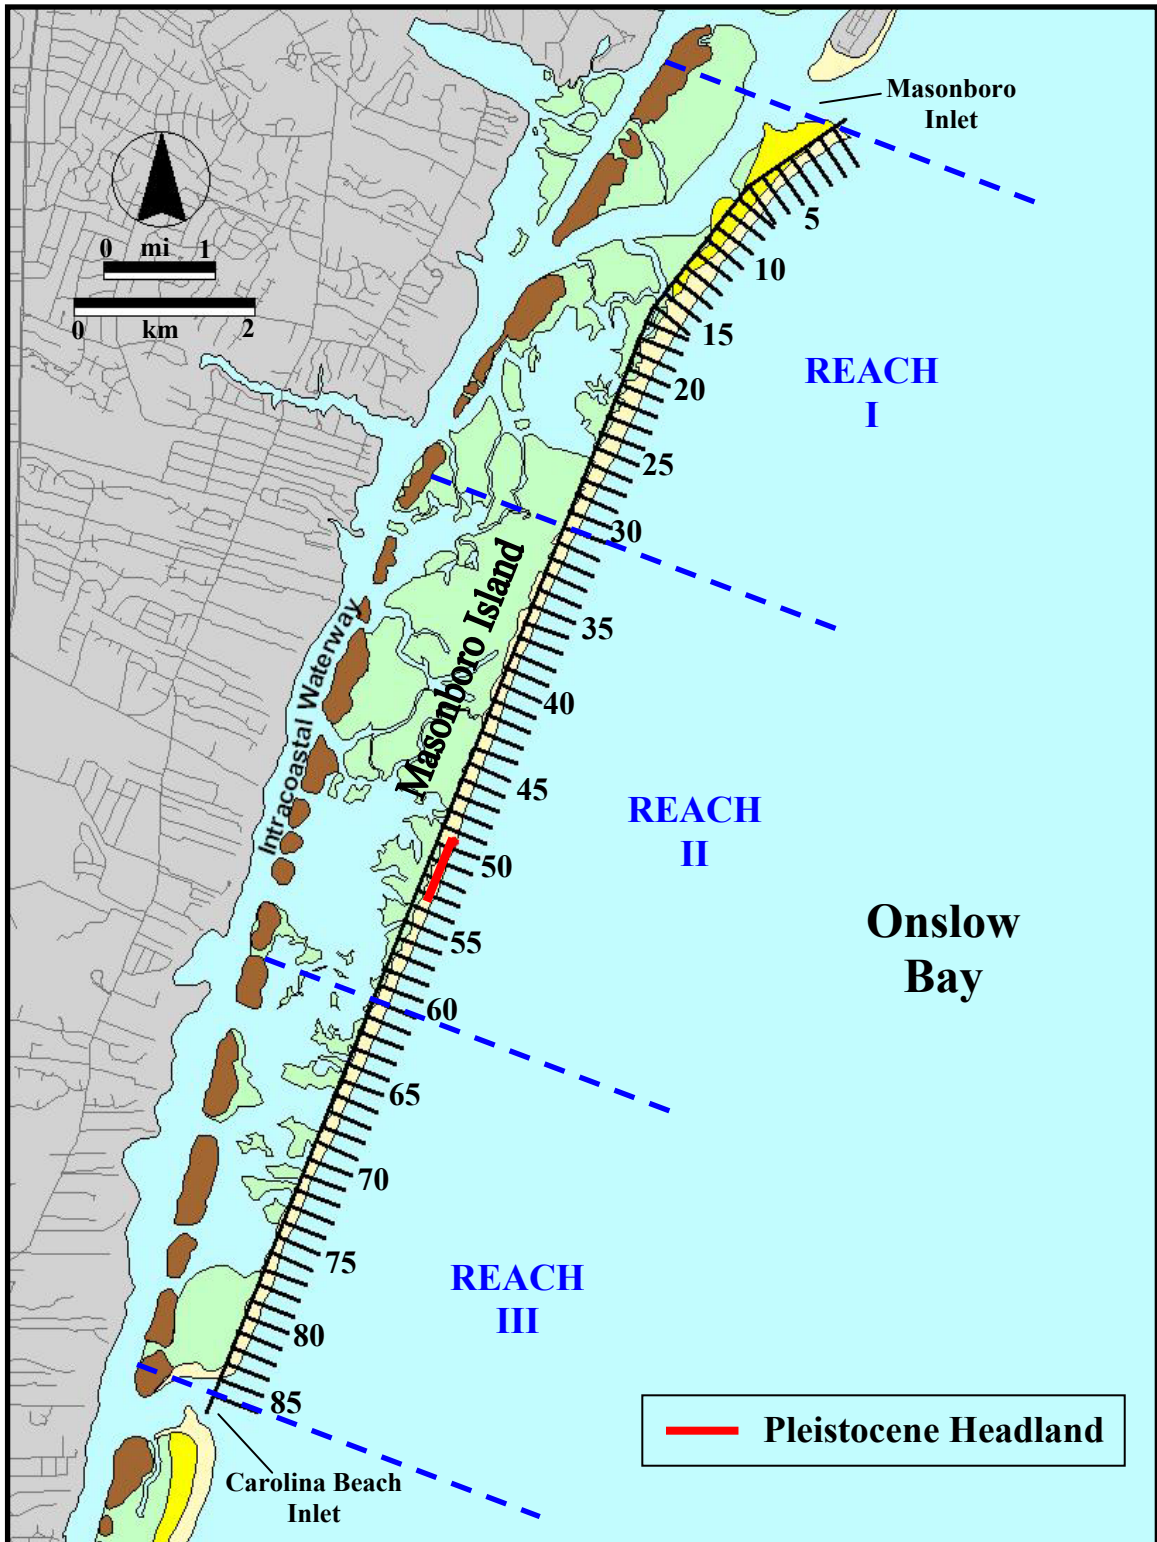 Masonboro
Inlet
0 mi 1
0 km 2
5
10
15
20
25
30
35
40
45
50
55
60
65
70
75
80
85
REACH
I
Masonboro Island
Intracoastal Waterway
REACH
II
Onslow
Bay
REACH
III
Pleistocene Headland
Carolina Beach
Inlet